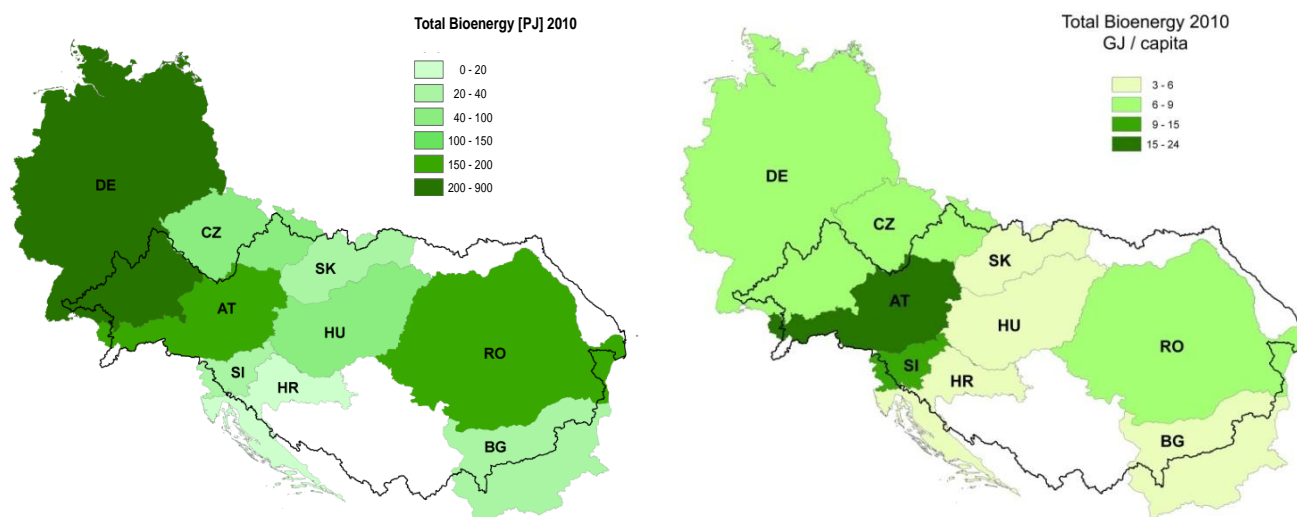 Total Bioenergy [PJ] 2010
0 - 20
20 - 40
40 - 100
100 - 150
150 - 200
200 - 900
DE
CZ
SK
AT
HU
RO
SI
HR
BG
Total Bioenergy 2010
GJ / capita
3 - 6
6 - 9
9 - 15
15 - 24
DE
CZ
SK
AT
HU
RO
SI
HR
BG